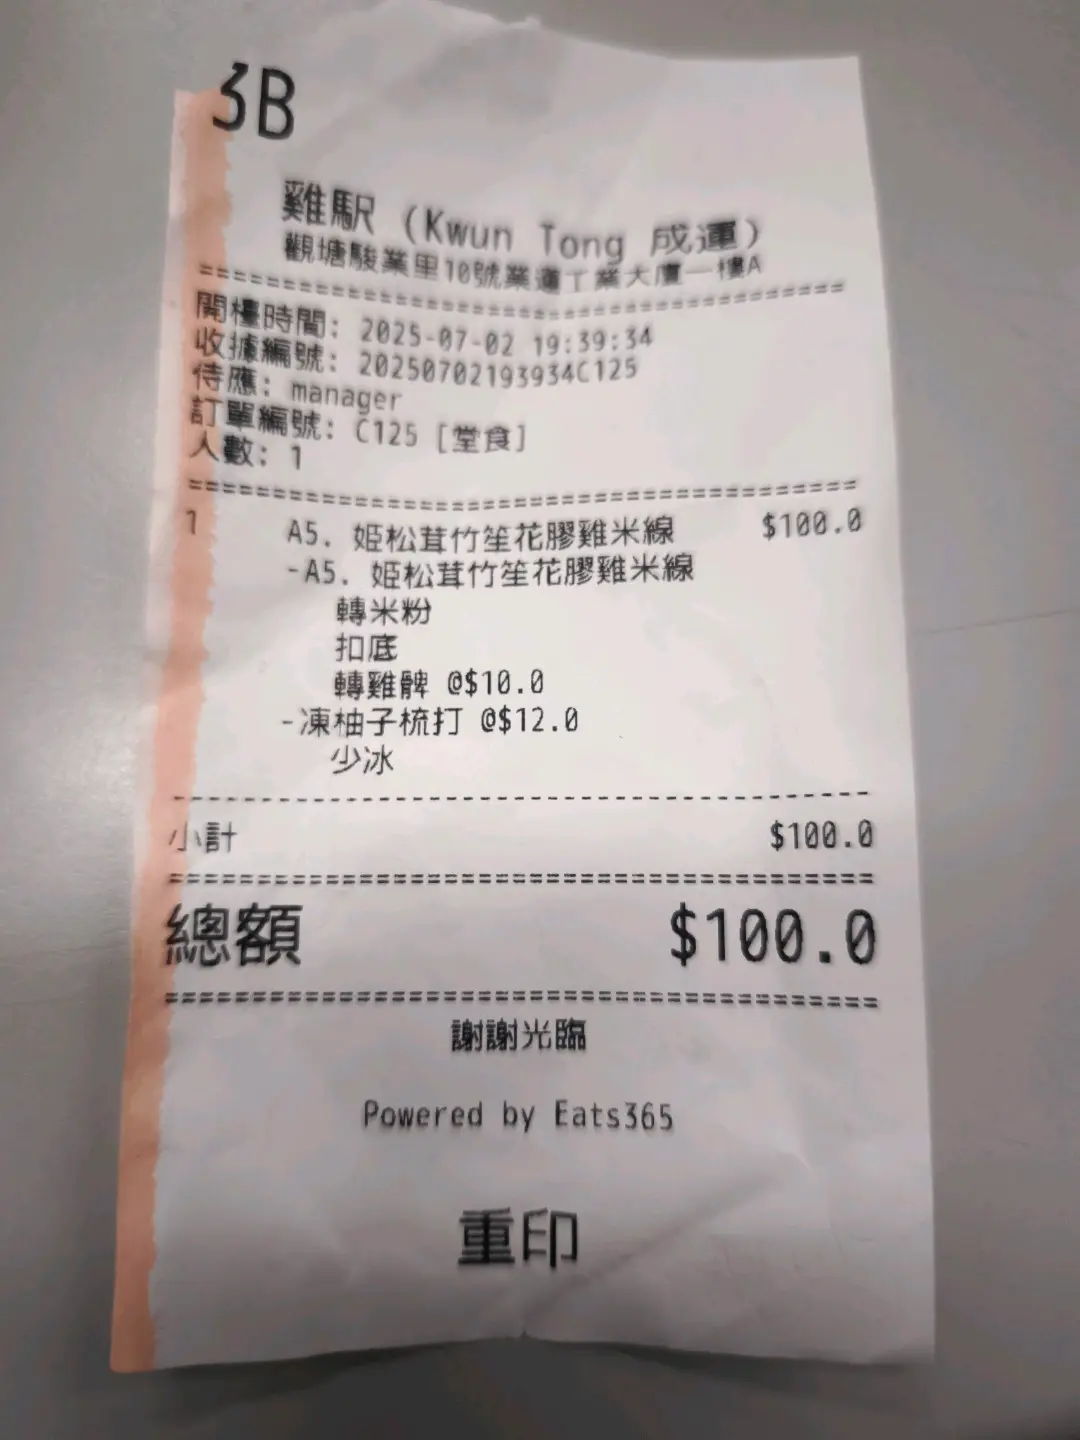 3B
雞駅 (Kwun Tong 成運)
觀塘駿業里10號業運工業大廈一樓A
開檯時間: 2025-07-02 19:39:34
收據編號: 20250702193934C125
侍應: manager
訂單編號: C125 [堂食]
人數: 1
1 A5. 姬松茸竹笙花膠雞米線 $100.0
-A5. 姬松茸竹笙花膠雞米線
轉米粉
扣底
轉雞髀 @$10.0
-凍柚子梳打 @$12.0
少冰
小計 $100.0
總額 $100.0
謝謝光臨
Powered by Eats365
重印